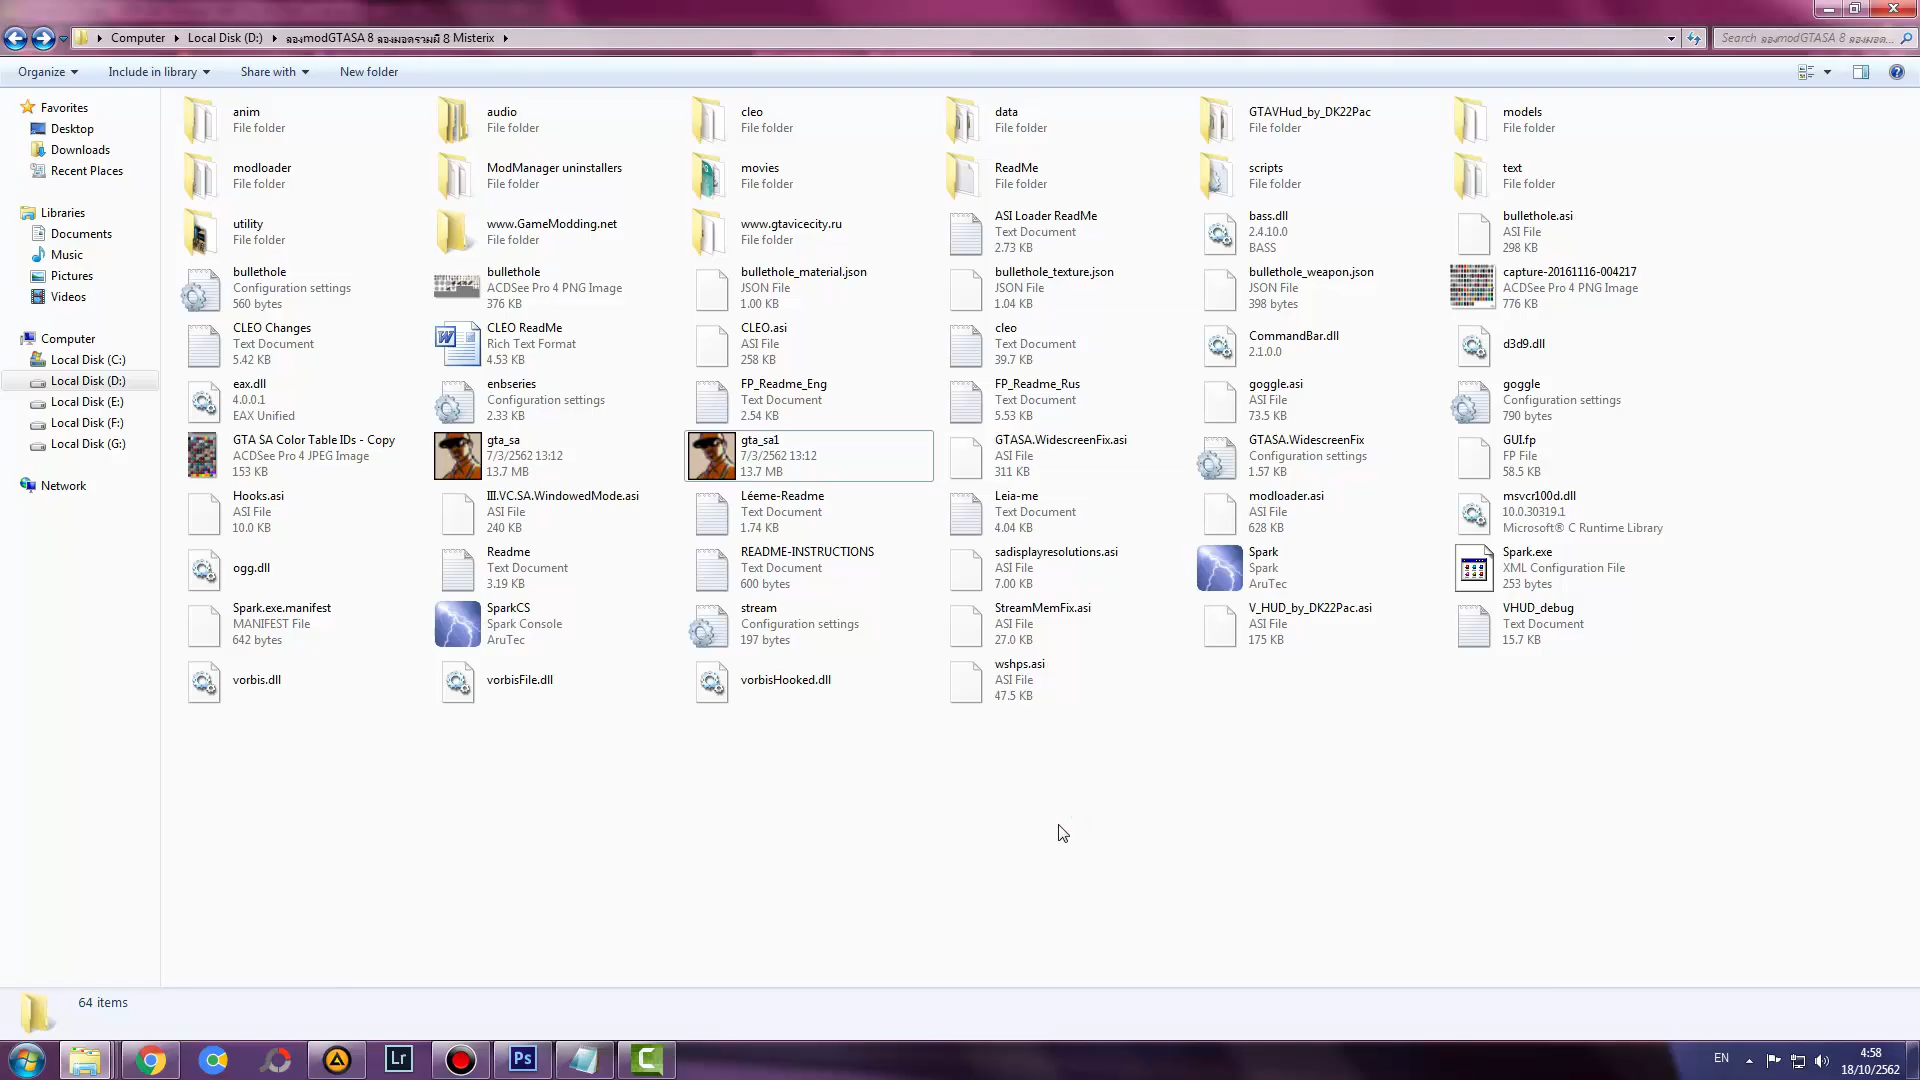 Computer ▸ Local Disk (D:) ▸ ลองmodGTASA 8 ลองมอดรวมผี 8 Misterix ▸
Search ลองmodGTASA 8 ลองมอด...
Organize Include in library Share with New folder
Favorites
Desktop
Downloads
Recent Places
Libraries
Documents
Music
Pictures
Videos
Computer
Local Disk (C:)
Local Disk (D:)
Local Disk (E:)
Local Disk (F:)
Local Disk (G:)
Network
anim
File folder
audio
File folder
cleo
File folder
data
File folder
GTAVHud_by_DK22Pac
File folder
models
File folder
modloader
File folder
ModManager uninstallers
File folder
movies
File folder
ReadMe
File folder
scripts
File folder
text
File folder
utility
File folder
www.GameModding.net
File folder
www.gtavicecity.ru
File folder
ASI Loader ReadMe
Text Document
2.73 KB
bass.dll
2.4.10.0
BASS
bullethole.asi
ASI File
298 KB
bullethole
Configuration settings
560 bytes
bullethole
ACDSee Pro 4 PNG Image
376 KB
bullethole_material.json
JSON File
1.00 KB
bullethole_texture.json
JSON File
1.04 KB
bullethole_weapon.json
JSON File
398 bytes
capture-20161116-004217
ACDSee Pro 4 PNG Image
776 KB
CLEO Changes
Text Document
5.42 KB
CLEO ReadMe
Rich Text Format
4.53 KB
CLEO.asi
ASI File
258 KB
cleo
Text Document
39.7 KB
CommandBar.dll
2.1.0.0
d3d9.dll
eax.dll
4.0.0.1
EAX Unified
enbseries
Configuration settings
2.33 KB
FP_Readme_Eng
Text Document
2.54 KB
FP_Readme_Rus
Text Document
5.53 KB
goggle.asi
ASI File
73.5 KB
goggle
Configuration settings
790 bytes
GTA SA Color Table IDs - Copy
ACDSee Pro 4 JPEG Image
153 KB
gta_sa
7/3/2562 13:12
13.7 MB
gta_sa1
7/3/2562 13:12
13.7 MB
GTASA.WidescreenFix.asi
ASI File
311 KB
GTASA.WidescreenFix
Configuration settings
1.57 KB
GUI.fp
FP File
58.5 KB
Hooks.asi
ASI File
10.0 KB
III.VC.SA.WindowedMode.asi
ASI File
240 KB
Léeme-Readme
Text Document
1.74 KB
Leia-me
Text Document
4.04 KB
modloader.asi
ASI File
628 KB
msvcr100d.dll
10.0.30319.1
Microsoft® C Runtime Library
ogg.dll
Readme
Text Document
3.19 KB
README-INSTRUCTIONS
Text Document
600 bytes
sadisplayresolutions.asi
ASI File
7.00 KB
Spark
Spark
AruTec
Spark.exe
XML Configuration File
253 bytes
Spark.exe.manifest
MANIFEST File
642 bytes
SparkCS
Spark Console
AruTec
stream
Configuration settings
197 bytes
StreamMemFix.asi
ASI File
27.0 KB
V_HUD_by_DK22Pac.asi
ASI File
175 KB
VHUD_debug
Text Document
15.7 KB
vorbis.dll
vorbisFile.dll
vorbisHooked.dll
wshps.asi
ASI File
47.5 KB
64 items
Lr
Ps
EN
4:58
18/10/2562